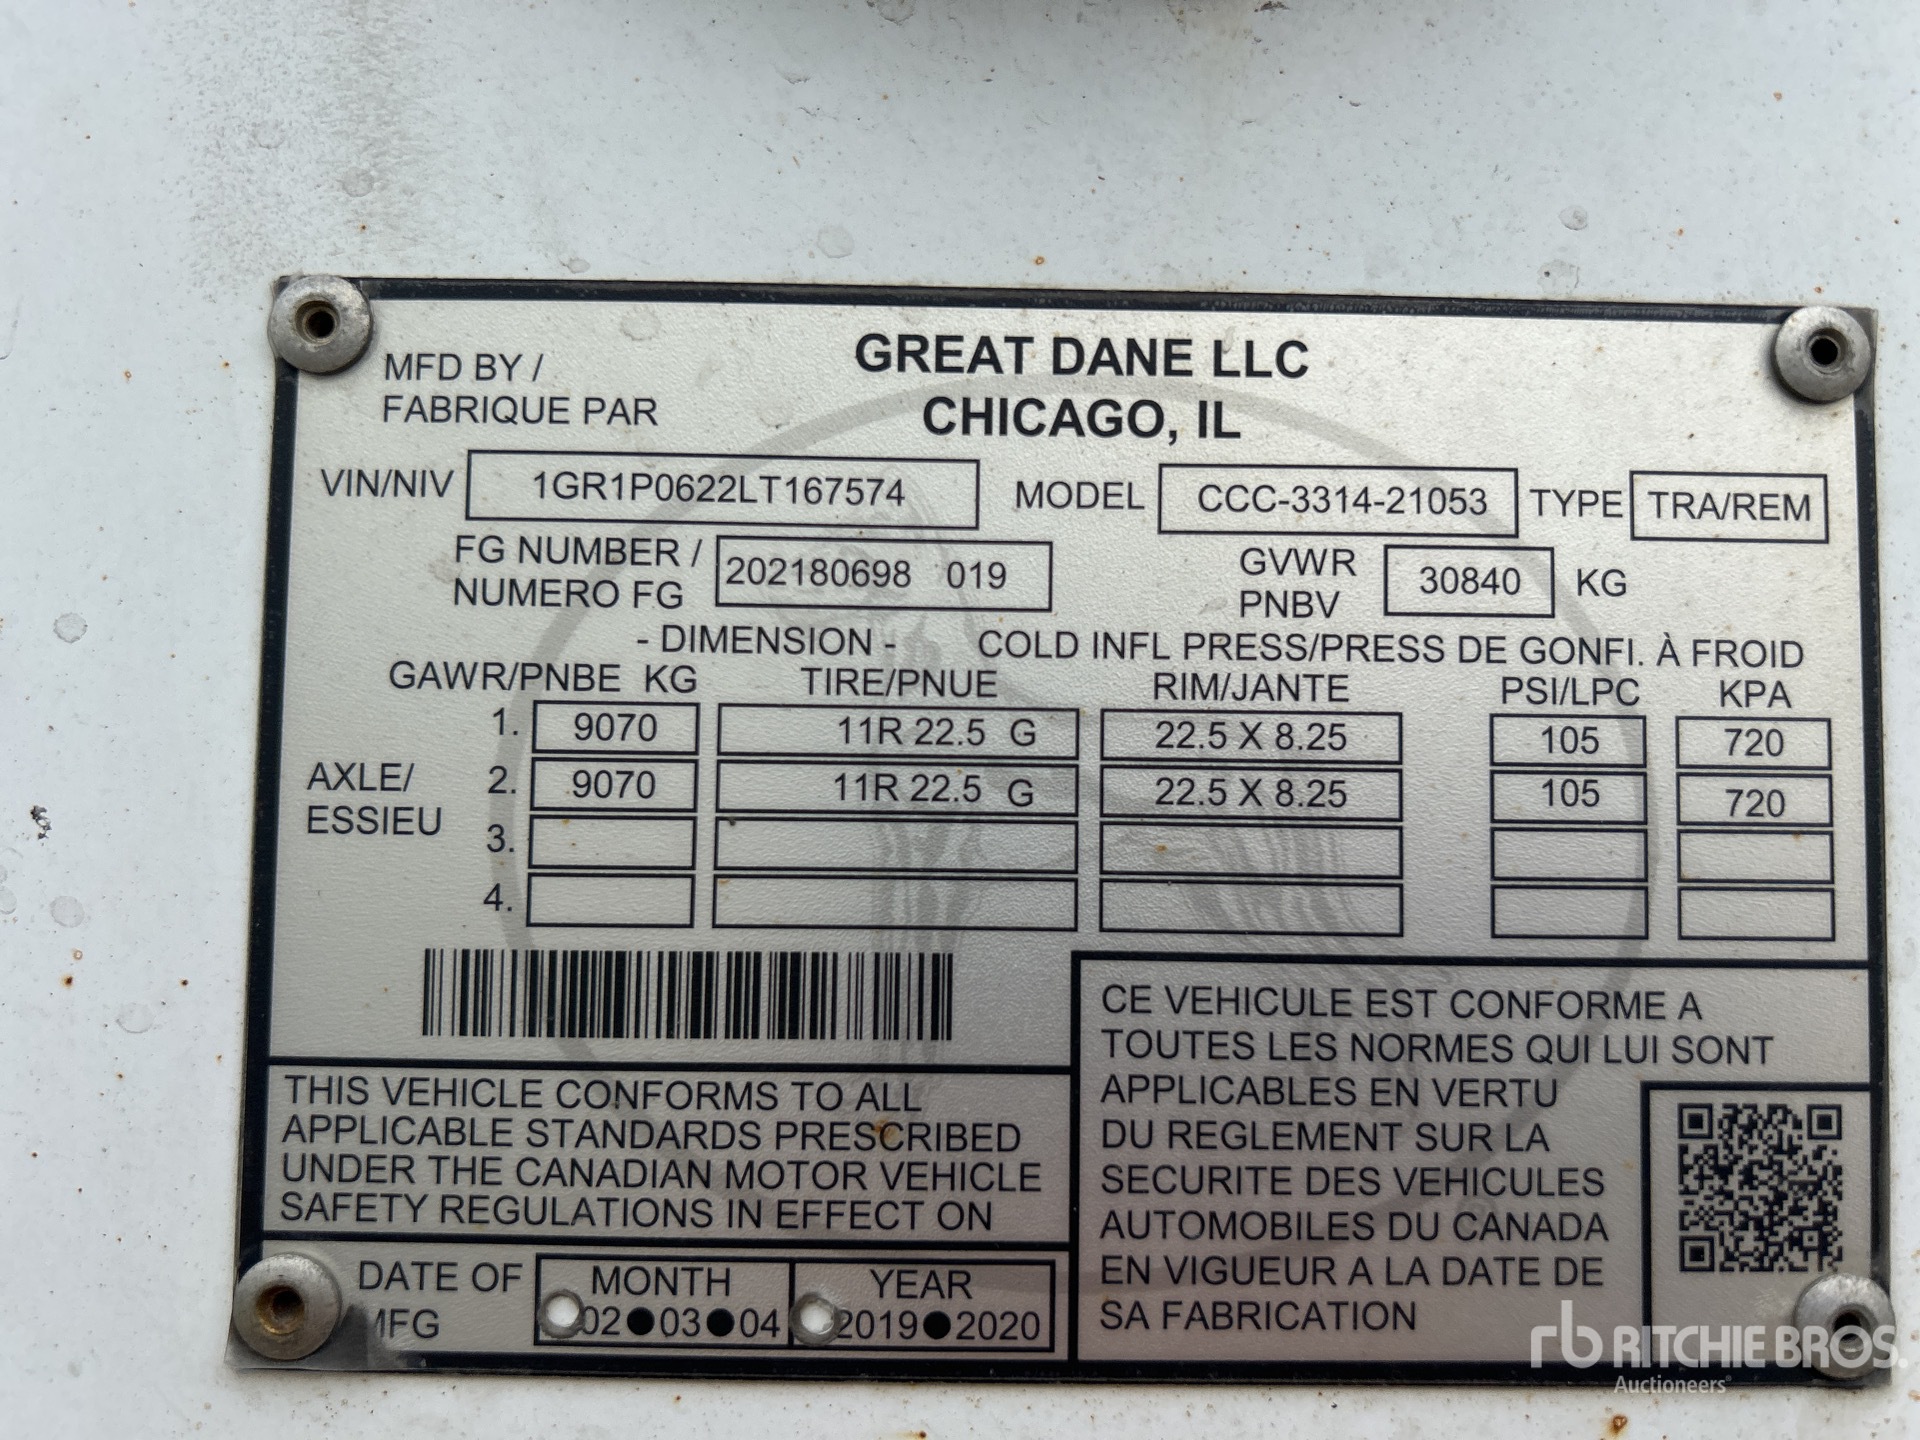 GREAT DANE LLC
CHICAGO, IL
MFD BY /
FABRIQUE PAR
VIN/NIV 1GR1P0622LT167574 MODEL CCC-3314-21053 TYPE TRA/REM
FG NUMBER / NUMERO FG 202180698 019 GVWR PNBV 30840 KG
- DIMENSION - COLD INFL PRESS/PRESS DE GONFI. À FROID
GAWR/PNBE KG TIRE/PNUE RIM/JANTE PSI/LPC KPA
AXLE/
ESSIEU
1. 9070 11R 22.5 G 22.5 X 8.25 105 720
2. 9070 11R 22.5 G 22.5 X 8.25 105 720
3.
4.
THIS VEHICLE CONFORMS TO ALL
APPLICABLE STANDARDS PRESCRIBED
UNDER THE CANADIAN MOTOR VEHICLE
SAFETY REGULATIONS IN EFFECT ON
DATE OF
MFG
MONTH YEAR
02●03●04 2019●2020
CE VEHICULE EST CONFORME A
TOUTES LES NORMES QUI LUI SONT
APPLICABLES EN VERTU
DU REGLEMENT SUR LA
SECURITE DES VEHICULES
AUTOMOBILES DU CANADA
EN VIGUEUR A LA DATE DE
SA FABRICATION
rb RITCHIE BROS.
Auctioneers